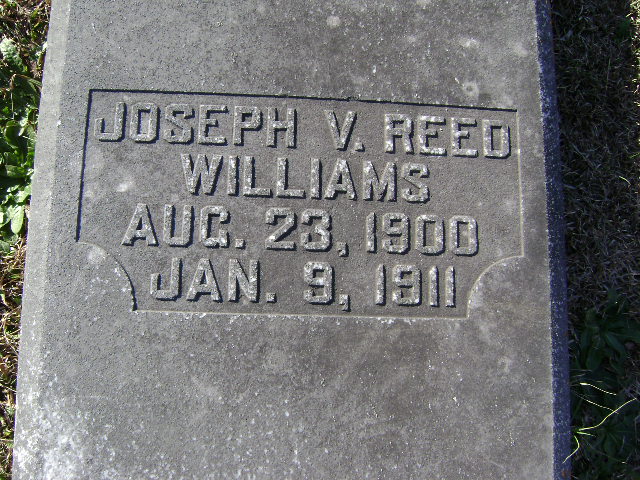 JOSEPH V. REED
WILLIAMS
AUG. 23, 1900
JAN. 9, 1911